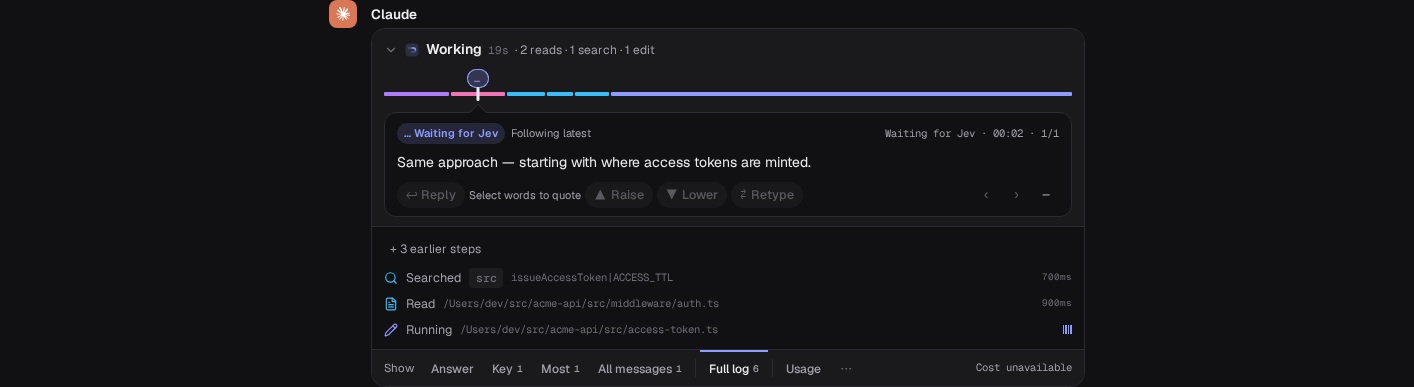 Claude
Working 19s · 2 reads · 1 search · 1 edit
…
… Waiting for Jev Following latest Waiting for Jev · 00:02 · 1/1
Same approach — starting with where access tokens are minted.
↩ Reply Select words to quote ▲ Raise ▼ Lower ⇄ Retype ‹ › –
+ 3 earlier steps
Searched src issueAccessToken|ACCESS_TTL 700ms
Read /Users/dev/src/acme-api/src/middleware/auth.ts 900ms
Running /Users/dev/src/acme-api/src/access-token.ts
Show Answer Key 1 Most 1 All messages 1 Full log 6 Usage ··· Cost unavailable